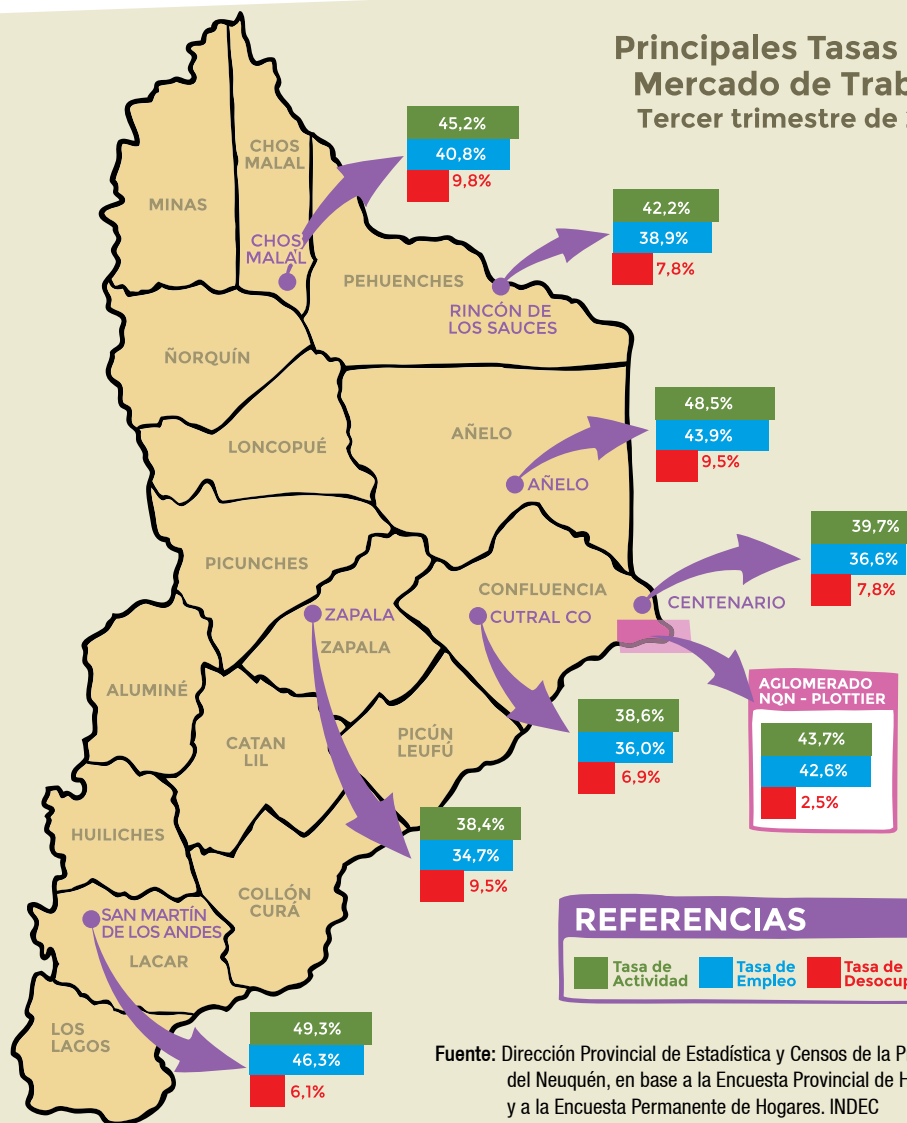 Principales Tasas
Mercado de
Tercer trimestre de
45,2%
40,8%
9,8%
CHOS
MALAL
MINAS
CHOS
MALAL
42,2%
38,9%
7,8%
PEHUENCHES
RINCÓN DE
LOS SAUCES
ÑORQUÍN
LONCOPUÉ
AÑELO
48,5%
43,9%
9,5%
AÑELO
39,7%
36,6%
7,8%
PICUNCHES
CONFLUENCIA
CENTENARIO
ZAPALA
CUTRAL CO
ZAPALA
ALUMINÉ
AGLOMERADO
NQN - PLOTTIER
43,7%
42,6%
2,5%
CATAN
LIL
PICÚN
LEUFÚ
38,6%
36,0%
6,9%
HUILICHES
38,4%
34,7%
9,5%
COLLÓN
CURÁ
SAN MARTÍN
DE LOS ANDES
LACAR
REFERENCIAS
Tasa de
Actividad
Tasa de
Empleo
Tasa de
LOS
LAGOS
49,3%
46,3%
6,1%
Fuente: Dirección Provincial de Estadística y Censos de la
del Neuquén, en base a la Encuesta Provincial de
y a la Encuesta Permanente de Hogares. INDEC